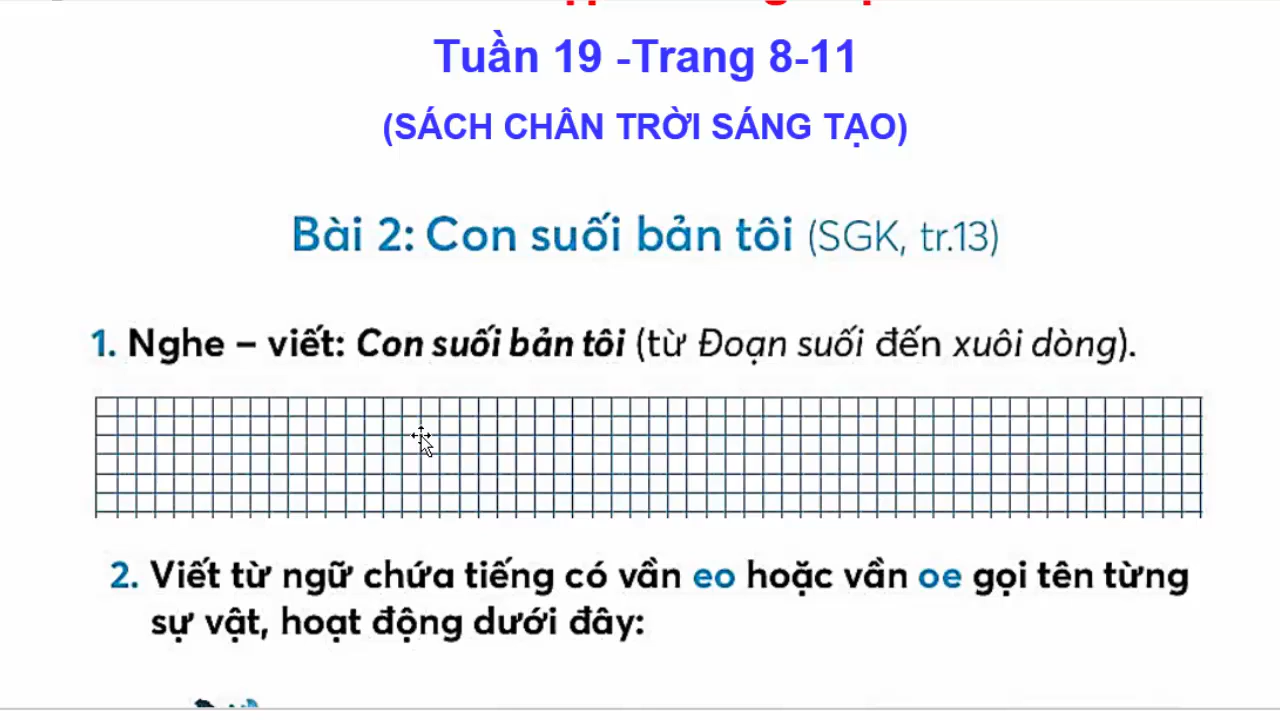 Tuần 19 -Trang 8-11
(SÁCH CHÂN TRỜI SÁNG TẠO)
Bài 2: Con suối bản tôi (SGK, tr.13)
1. Nghe – viết: Con suối bản tôi (từ Đoạn suối đến xuôi dòng).
2. Viết từ ngữ chứa tiếng có vần eo hoặc vần oe gọi tên từng
sự vật, hoạt động dưới đây: